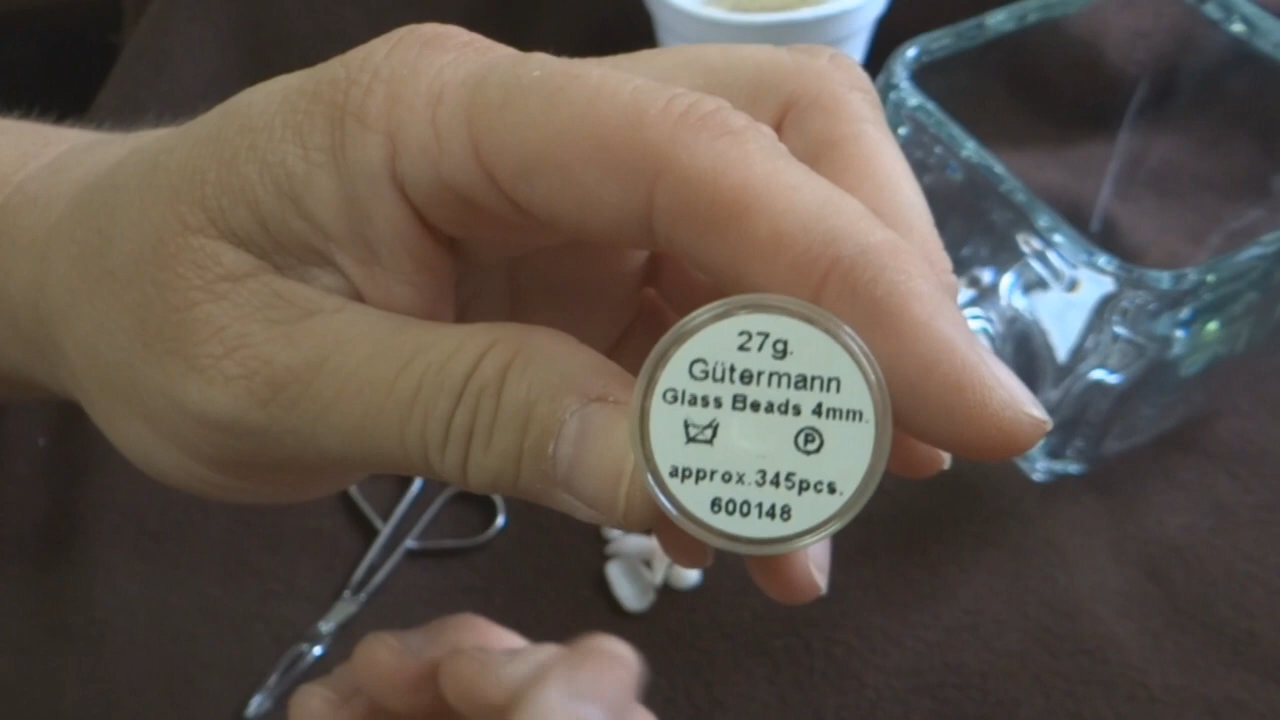 27g.
Gütermann
Glass Beads 4mm.
P
approx.345pcs.
600148